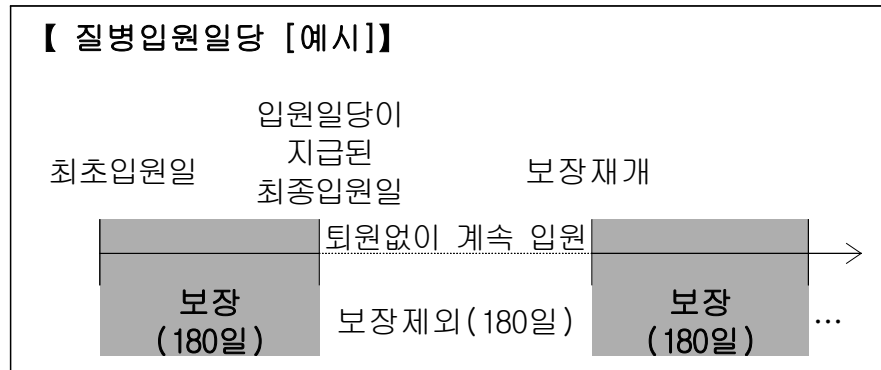 【 질병입원일당 [예시]】
입원일당이
지급된
최종입원일
최초입원일
보장재개
퇴원없이 계속 입원
보장
(180일)
보장제외(180일)
보장
(180일)
…